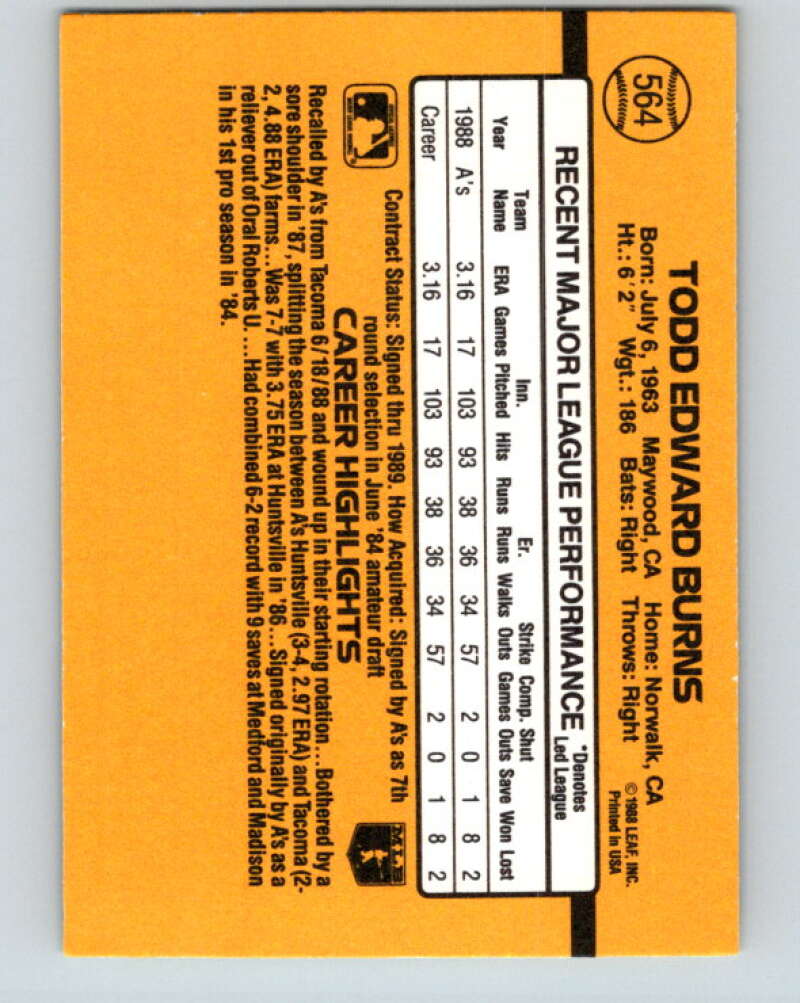 564
TODD EDWARD BURNS
Born: July 6, 1963 Maywood, CA Home: Norwalk, CA
Ht.: 6'2" Wgt.: 186 Bats: Right Throws: Right
© 1988 LEAF, INC.
Printed in USA
RECENT MAJOR LEAGUE PERFORMANCE *Denotes Led League
Team Inn. Er. Strike Comp. Shut
Year Name ERA Games Pitched Hits Runs Runs Walks Outs Games Outs Save Won Lost
1988 A's 3.16 17 103 93 38 36 34 57 2 0 1 8 2
Career 3.16 17 103 93 38 36 34 57 2 0 1 8 2
Contract Status: Signed thru 1989. How Acquired: Signed by A's as 7th
round selection in June '84 amateur draft
MLB
CAREER HIGHLIGHTS
Recalled by A's from Tacoma 6/18/88 and wound up in their starting rotation...Bothered by a
sore shoulder in '87, splitting the season between A's Huntsville (3-4, 2.97 ERA) and Tacoma (2-
2, 4.88 ERA) farms...Was 7-7 with 3.75 ERA at Huntsville in '86...Signed originally by A's as a
reliever out of Oral Roberts U. ...Had combined 6-2 record with 9 saves at Medford and Madison
in his 1st pro season in '84.